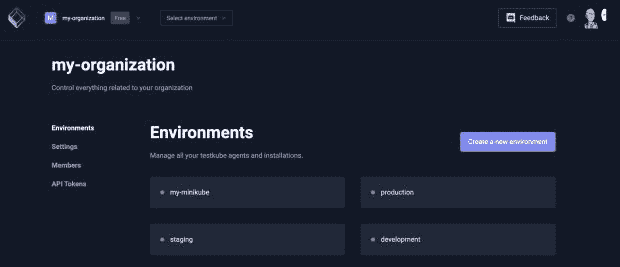 M my-organization Free Select environment Feedback ?
my-organization
Control everything related to your organization
Environments
Settings
Members
API Tokens
Environments
Manage all your testkube agents and installations.
Create a new environment
my-minikube production
staging development